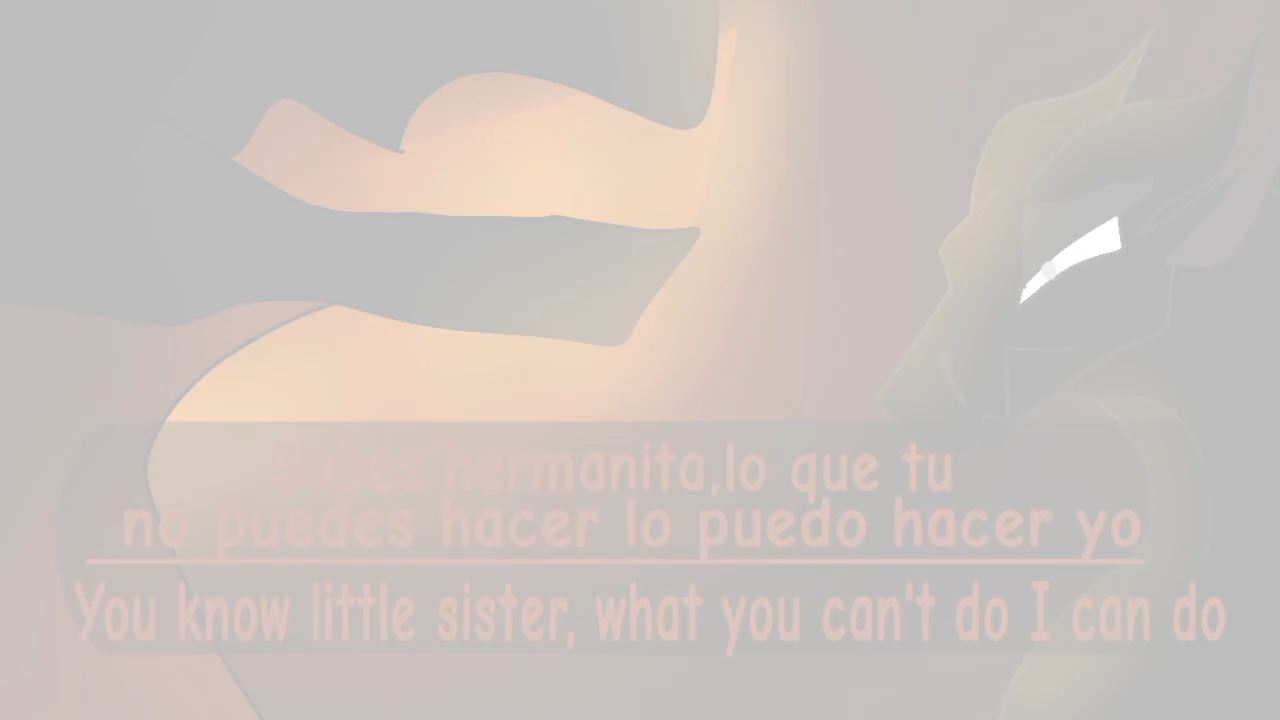 Sabes hermanita,lo que tu
no puedes hacer lo puedo hacer yo
You know little sister, what you can't do I can do